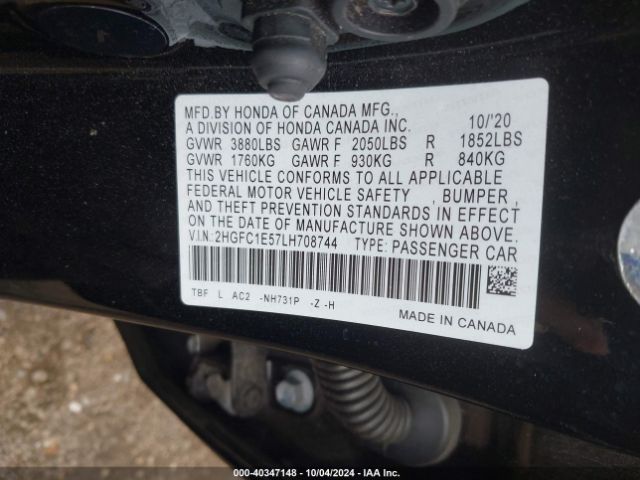 MFD.BY HONDA OF CANADA MFG.,
A DIVISION OF HONDA CANADA INC. 10/'20
GVWR 3880LBS GAWR F 2050LBS R 1852LBS
GVWR 1760KG GAWR F 930KG R 840KG
THIS VEHICLE CONFORMS TO ALL APPLICABLE
FEDERAL MOTOR VEHICLE SAFETY , BUMPER ,
AND THEFT PREVENTION STANDARDS IN EFFECT
ON THE DATE OF MANUFACTURE SHOWN ABOVE.
V.I.N: 2HGFC1E57LH708744 TYPE: PASSENGER CAR
TBF L AC2 -NH731P -Z -H
MADE IN CANADA
000-40347148 - 10/04/2024 - IAA Inc.